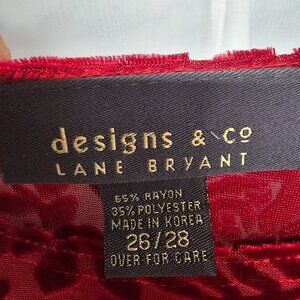 designs & co
LANE BRYANT
65% RAYON
35% POLYESTER
MADE IN KOREA
26/28
OVER FOR CARE